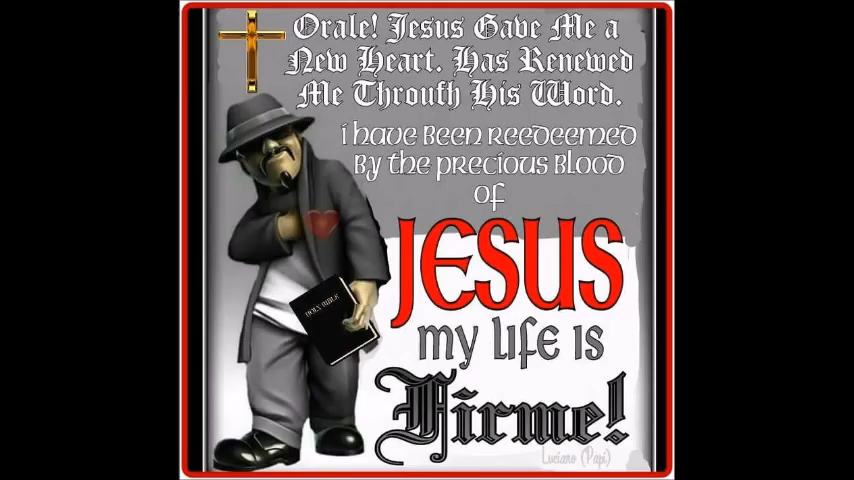 Orale! Jesus Gave Me a
New Heart. Has Renewed
Me Throufh His Word.
i have been reedeemed
by the precious blood
of
JESUS
my life is
Firme!
HOLY BIBLE
Luciano (Papi)